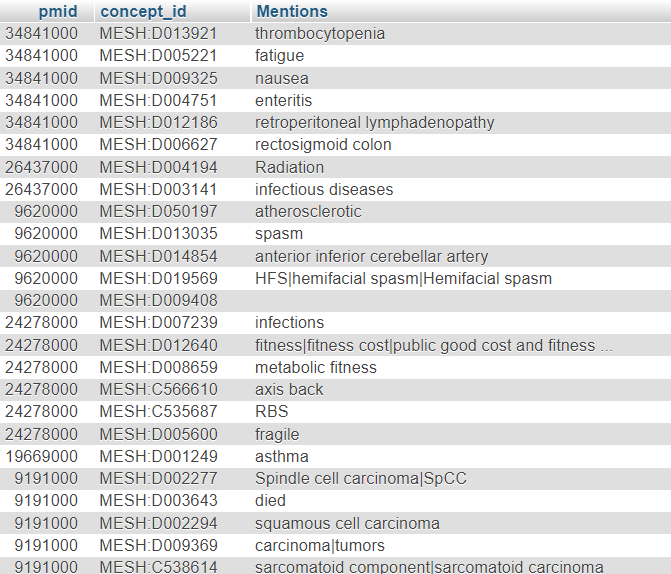 pmid concept_id Mentions
34841000 MESH:D013921 thrombocytopenia
34841000 MESH:D005221 fatigue
34841000 MESH:D009325 nausea
34841000 MESH:D004751 enteritis
34841000 MESH:D012186 retroperitoneal lymphadenopathy
34841000 MESH:D006627 rectosigmoid colon
26437000 MESH:D004194 Radiation
26437000 MESH:D003141 infectious diseases
9620000 MESH:D050197 atherosclerotic
9620000 MESH:D013035 spasm
9620000 MESH:D014854 anterior inferior cerebellar artery
9620000 MESH:D019569 HFS|hemifacial spasm|Hemifacial spasm
9620000 MESH:D009408
24278000 MESH:D007239 infections
24278000 MESH:D012640 fitness|fitness cost|public good cost and fitness ...
24278000 MESH:D008659 metabolic fitness
24278000 MESH:C566610 axis back
24278000 MESH:C535687 RBS
24278000 MESH:D005600 fragile
19669000 MESH:D001249 asthma
9191000 MESH:D002277 Spindle cell carcinoma|SpCC
9191000 MESH:D003643 died
9191000 MESH:D002294 squamous cell carcinoma
9191000 MESH:D009369 carcinoma|tumors
9191000 MESH:C538614 sarcomatoid component|sarcomatoid carcinoma